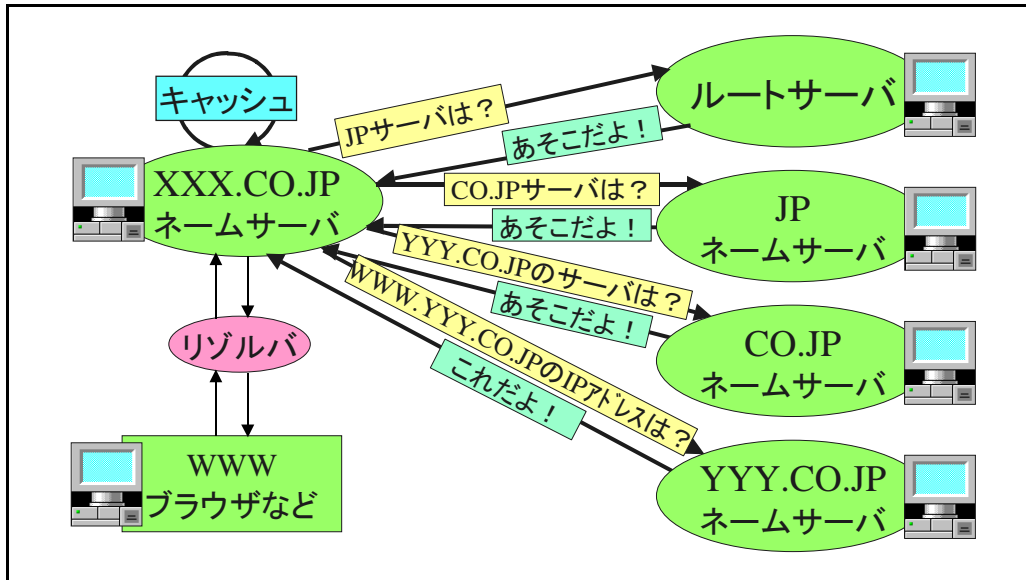 キャッシュ
XXX.CO.JP
ネームサーバ
リゾルバ
WWW
ブラウザなど
JPサーバは？
あそこだよ！
CO.JPサーバは？
あそこだよ！
YYY.CO.JPのサーバは？
あそこだよ！
WWW.YYY.CO.JPのIPｱﾄﾞﾚｽは？
これだよ！
ルートサーバ
JP
ネームサーバ
CO.JP
ネームサーバ
YYY.CO.JP
ネームサーバ